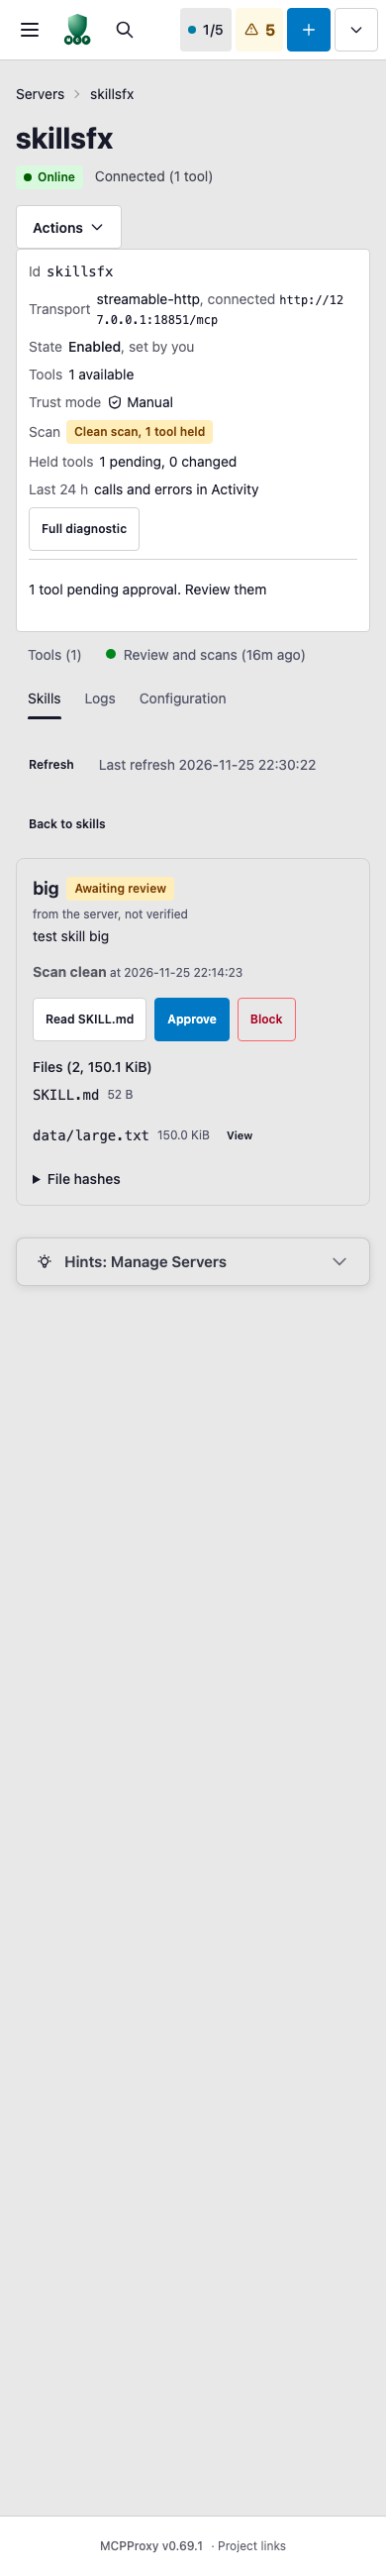 1/5
5
Servers
skillsfx
skillsfx
Online
Connected (1 tool)
Actions
Id skillsfx
Transport streamable-http, connected http://12
7.0.0.1:18851/mcp
State Enabled, set by you
Tools 1 available
Trust mode Manual
Scan Clean scan, 1 tool held
Held tools 1 pending, 0 changed
Last 24 h calls and errors in Activity
Full diagnostic
1 tool pending approval. Review them
Tools (1) Review and scans (16m ago)
Skills Logs Configuration
Refresh Last refresh 2026-11-25 22:30:22
Back to skills
big Awaiting review
from the server, not verified
test skill big
Scan clean at 2026-11-25 22:14:23
Read SKILL.md Approve Block
Files (2, 150.1 KiB)
SKILL.md 52 B
data/large.txt 150.0 KiB View
File hashes
Hints: Manage Servers
MCPProxy v0.69.1 · Project links